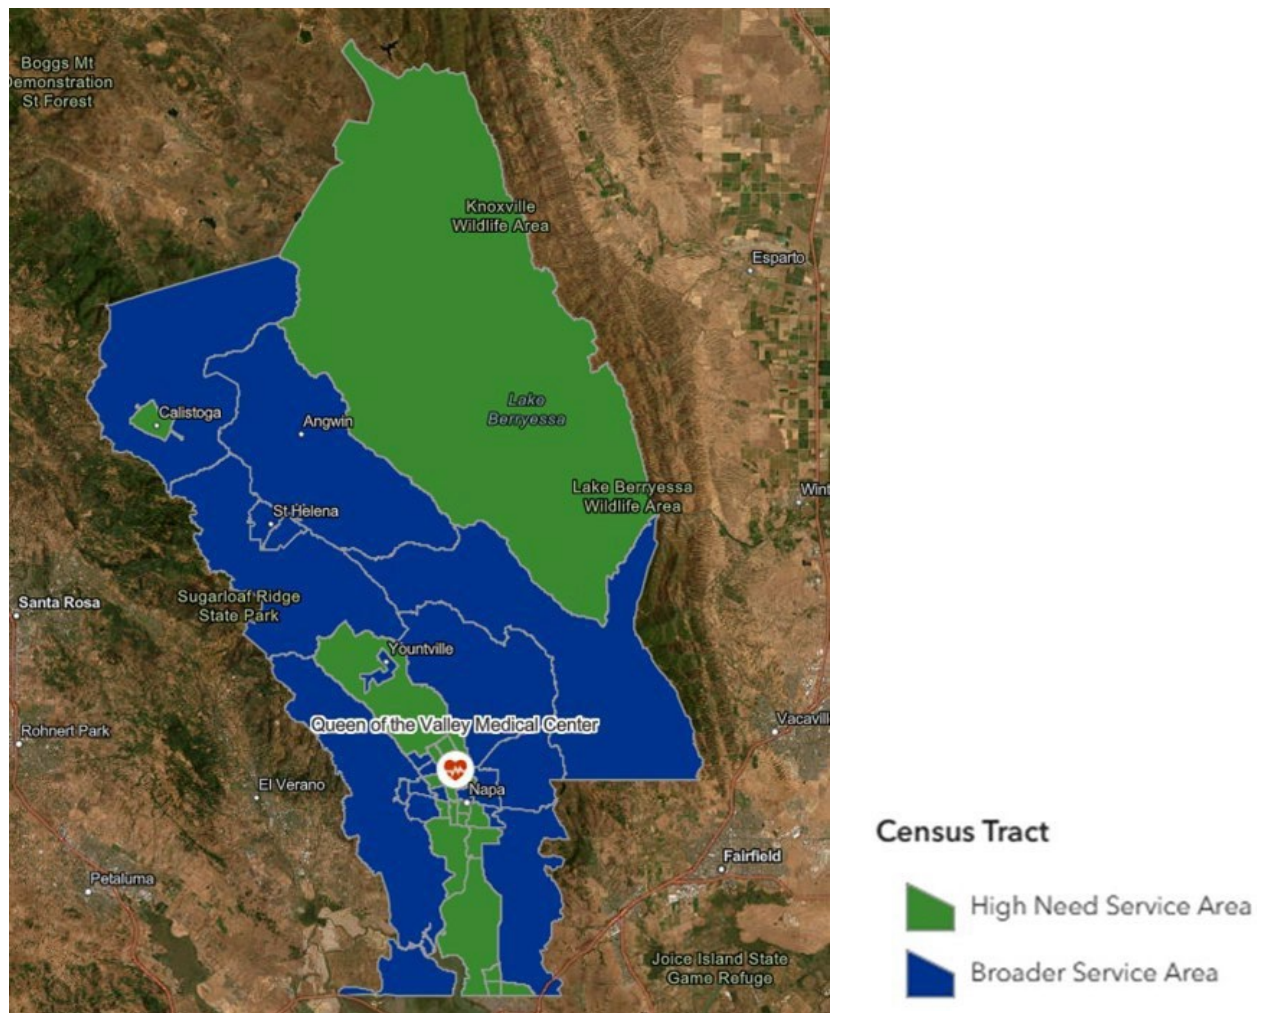 Boggs Mt
Demonstration
St Forest
Knoxville
Wildlife Area
Esparto
Lake
Berryessa
Calistoga
Angwin
Lake Berryessa
Wildlife Area
Wint
St Helena
Santa Rosa
Sugarloaf Ridge
State Park
Yountville
Queen of the Valley Medical Center
Vacavill
Rohnert Park
El Verano
Napa
Fairfield
Petaluma
Joice Island State
Game Refuge
Census Tract
High Need Service Area
Broader Service Area